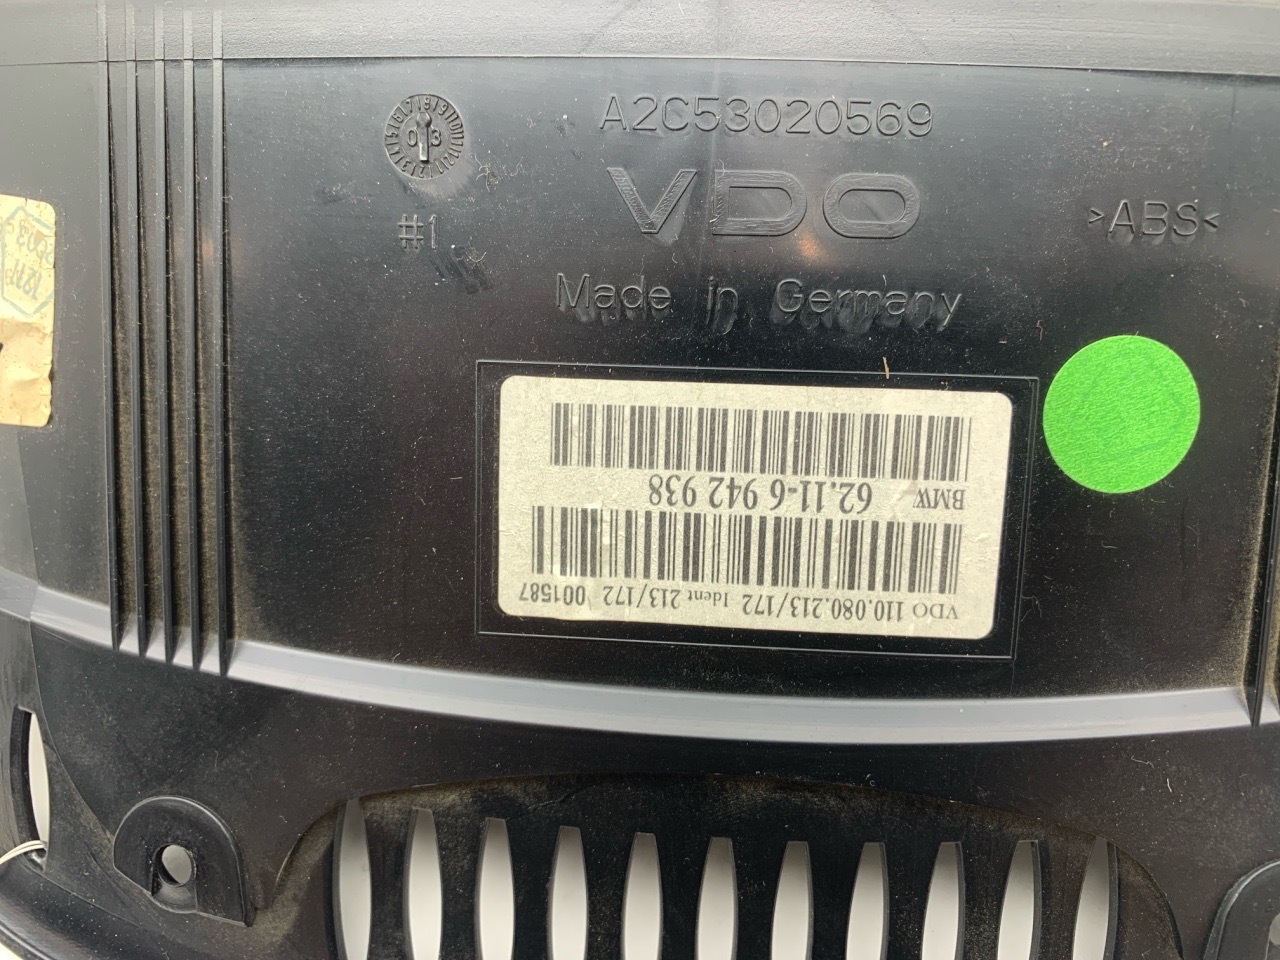 A2C53020569
03
VDO
#1
>ABS<
Made in Germany
VDO 110.080.213/172 Ident 213/172 001587
BMW 62.11-6 942 938